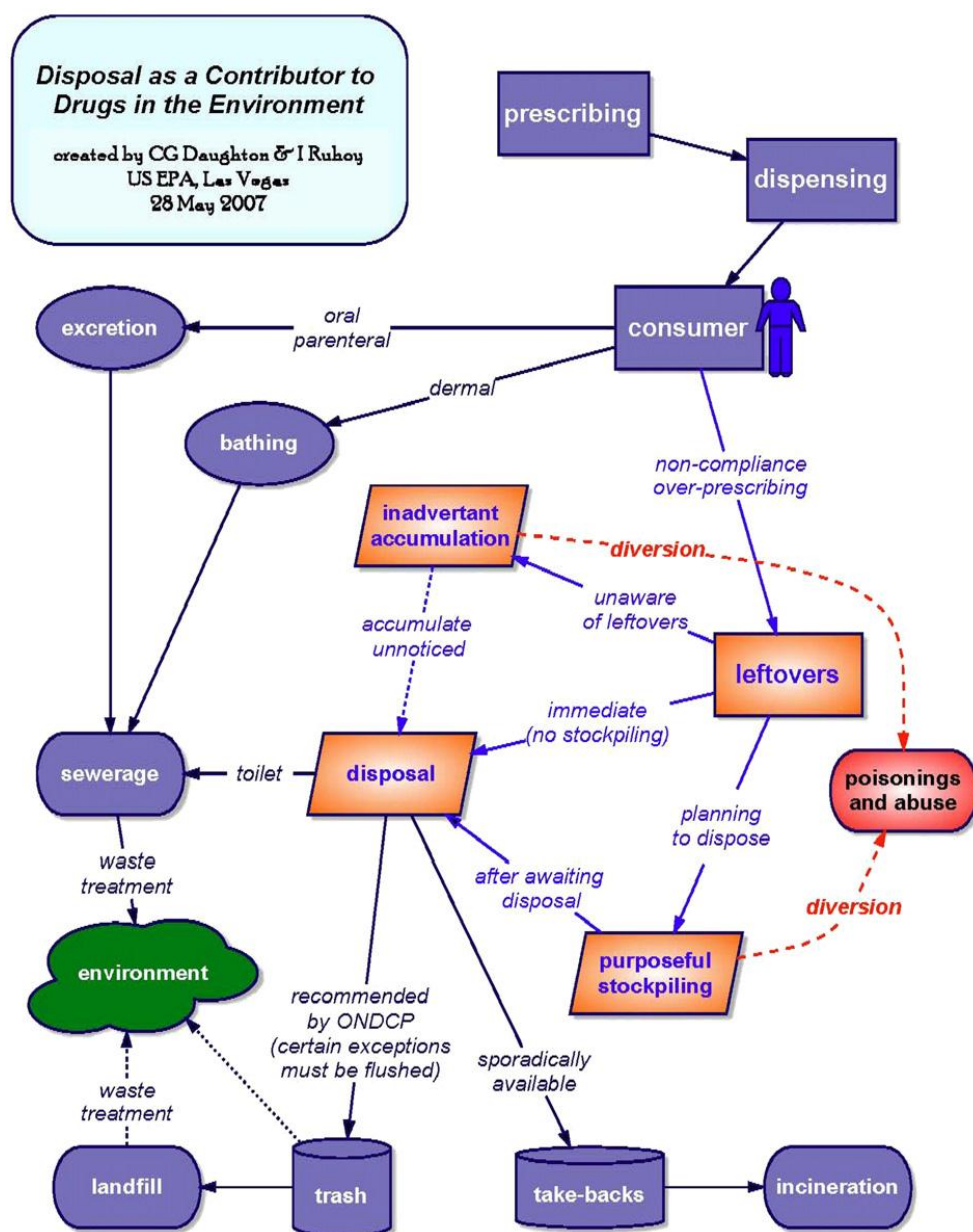 Disposal as a Contributor to
Drugs in the Environment
created by CG Daughton & I Ruhoy
US EPA, Las Vegas
28 May 2007
prescribing
dispensing
consumer
excretion
oral
parenteral
dermal
bathing
non-compliance
over-prescribing
inadvertant
accumulation
diversion
unaware
of leftovers
accumulate
unnoticed
leftovers
immediate
(no stockpiling)
sewerage
toilet
disposal
poisonings
and abuse
planning
to dispose
waste
treatment
after awaiting
disposal
diversion
environment
purposeful
stockpiling
recommended
by ONDCP
(certain exceptions
must be flushed)
sporadically
available
waste
treatment
landfill
trash
take-backs
incineration